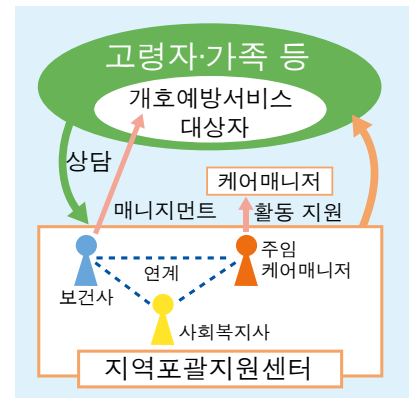 고령자·가족 등
개호예방서비스
대상자
상담
케어매니저
매니지먼트
활동 지원
주임
케어매니저
연계
보건사
사회복지사
지역포괄지원센터